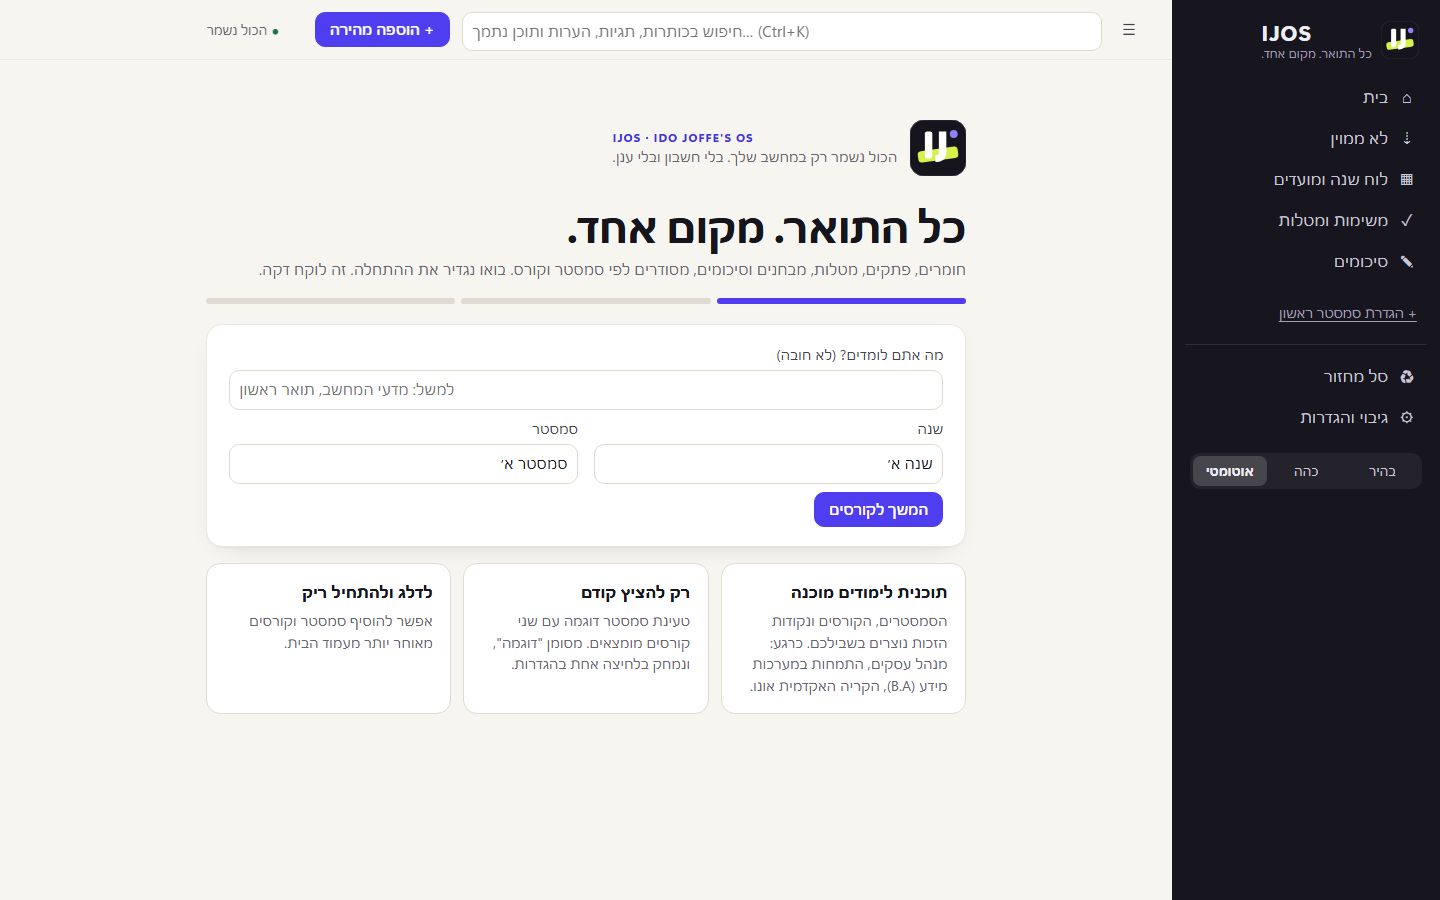 IJOS
כל התואר. מקום אחד.
בית
לא ממוין
לוח שנה ומועדים
משימות ומטלות
סיכומים
+ הגדרת סמסטר ראשון
סל מחזור
גיבוי והגדרות
בהיר
כהה
אוטומטי
חיפוש בכותרות, תגיות, הערות ותוכן נתמך... (Ctrl+K)
+ הוספה מהירה
הכול נשמר
IJOS · IDO JOFFE'S OS
הכול נשמר רק במחשב שלך. בלי חשבון ובלי ענן.
כל התואר. מקום אחד.
חומרים, פתקים, מטלות, מבחנים וסיכומים, מסודרים לפי סמסטר וקורס. בואו נגדיר את ההתחלה. זה לוקח דקה.
מה אתם לומדים? (לא חובה)
למשל: מדעי המחשב, תואר ראשון
שנה
סמסטר
שנה א׳
סמסטר א׳
המשך לקורסים
תוכנית לימודים מוכנה
הסמסטרים, הקורסים ונקודות
הזכות נוצרים בשבילכם. כרגע:
מנהל עסקים, התמחות במערכות
מידע (B.A), הקריה האקדמית אונו.
רק להציץ קודם
טעינת סמסטר דוגמה עם שני
קורסים מומצאים. מסומן "דוגמה",
ונמחק בלחיצה אחת בהגדרות.
לדלג ולהתחיל ריק
אפשר להוסיף סמסטר וקורסים
מאוחר יותר מעמוד הבית.